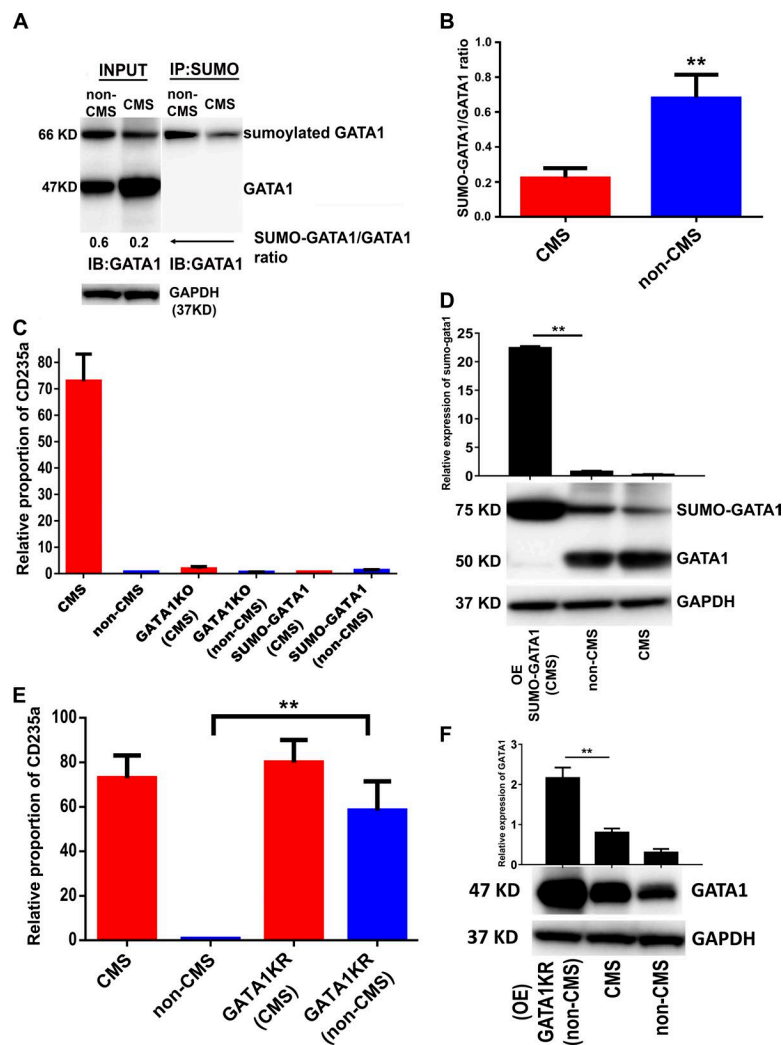 A
INPUT IP:SUMO
non-CMS CMS non-CMS CMS
66 KD sumoylated GATA1
47KD GATA1
0.6 0.2 SUMO-GATA1/GATA1 ratio
IB:GATA1 IB:GATA1
GAPDH
(37KD)
B
SUMO-GATA1/GATA1 ratio
1.0
0.8
0.6
0.4
0.2
0.0
**
CMS
non-CMS
C
Relative proportion of CD235a
80
70
60
50
40
30
20
10
0
CMS
non-CMS
GATA1KO
(CMS)
GATA1KO
(non-CMS)
SUMO-GATA1
(CMS)
SUMO-GATA1
(non-CMS)
D
Relative expression of sumo-gata1
25
20
15
10
5
0
**
75 KD SUMO-GATA1
50 KD GATA1
37 KD GAPDH
OE
SUMO-GATA1
(CMS)
non-CMS
CMS
E
Relative proportion of CD235a
100
80
60
40
20
0
**
CMS
non-CMS
GATA1KR
(CMS)
GATA1KR
(non-CMS)
F
Relative expression of GATA1
3
2
1
0
**
47 KD GATA1
37 KD GAPDH
(OE)
GATA1KR
(non-CMS)
CMS
non-CMS